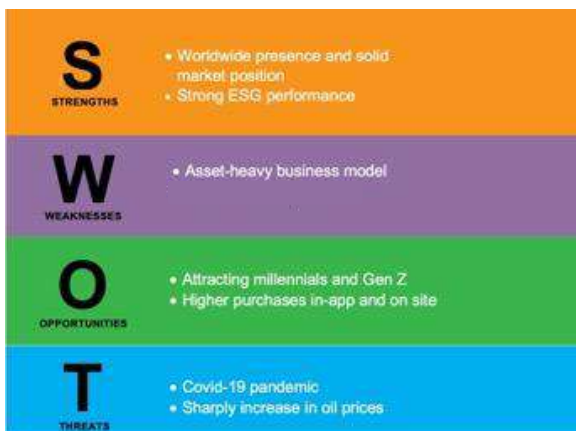 S
STRENGTHS
• Worldwide presence and solid
market position
• Strong ESG performance
W
WEAKNESSES
• Asset-heavy business model
O
OPPORTUNITIES
• Attracting millennials and Gen Z
• Higher purchases in-app and on site
T
THREATS
• Covid-19 pandemic
• Sharply increase in oil prices